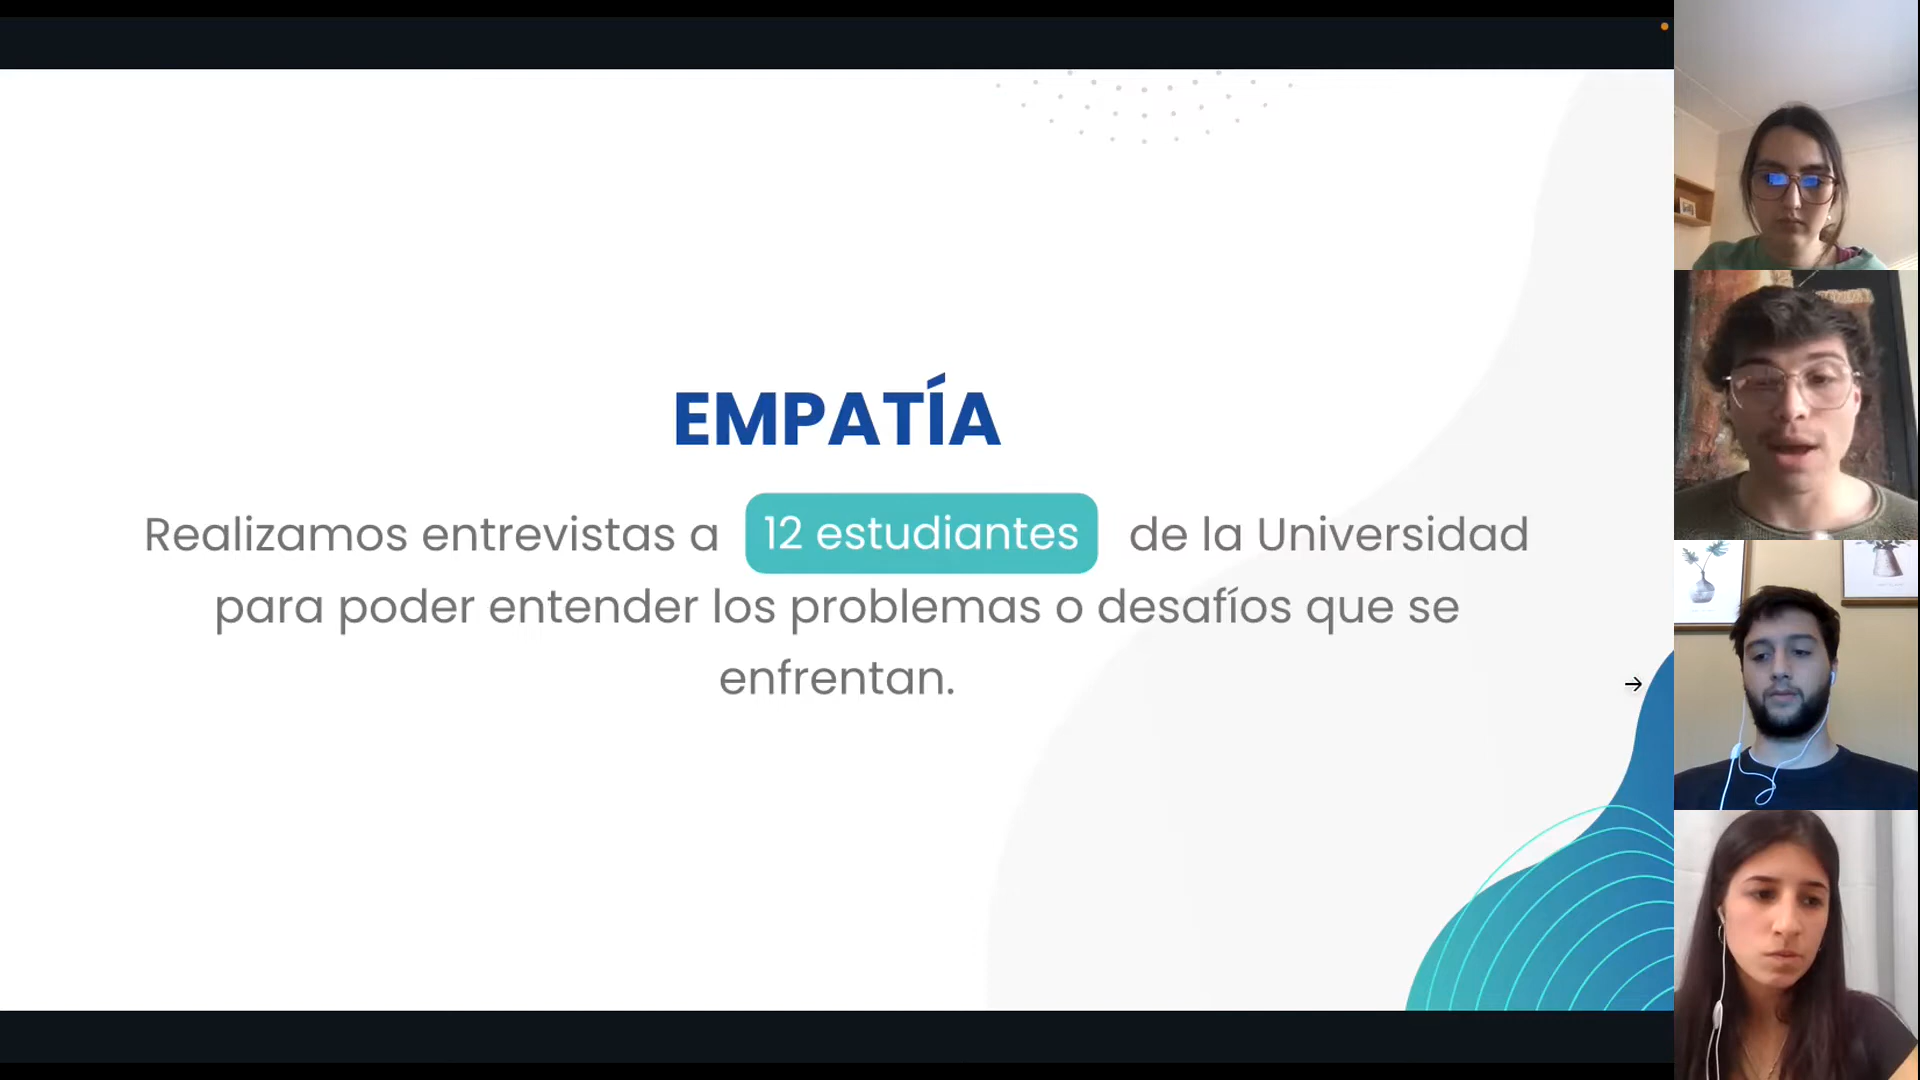 EMPATÍA
Realizamos entrevistas a 12 estudiantes de la Universidad
para poder entender los problemas o desafíos que se
enfrentan.